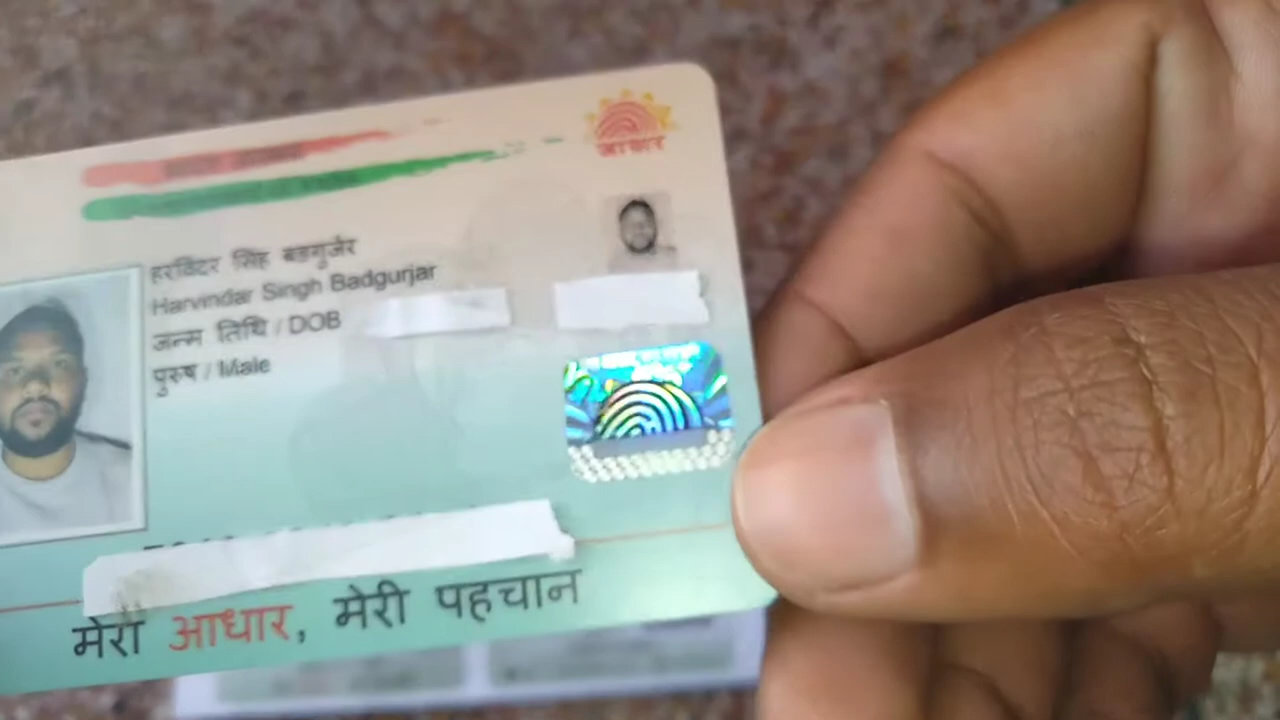 आधार
हरविंदर सिंह बडगुर्जर
Harvindar Singh Badgurjar
जन्म तिथि / DOB
पुरुष / Male
मेरा आधार, मेरी पहचान